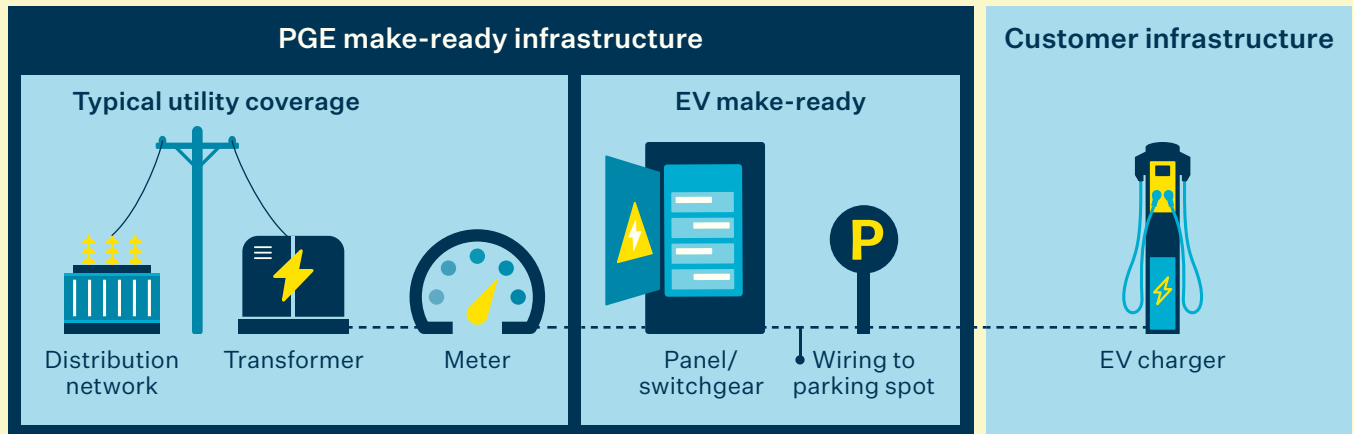 PGE make-ready infrastructure
Customer infrastructure
Typical utility coverage
EV make-ready
P
Distribution
network
Transformer
Meter
Panel/
switchgear
Wiring to
parking spot
EV charger